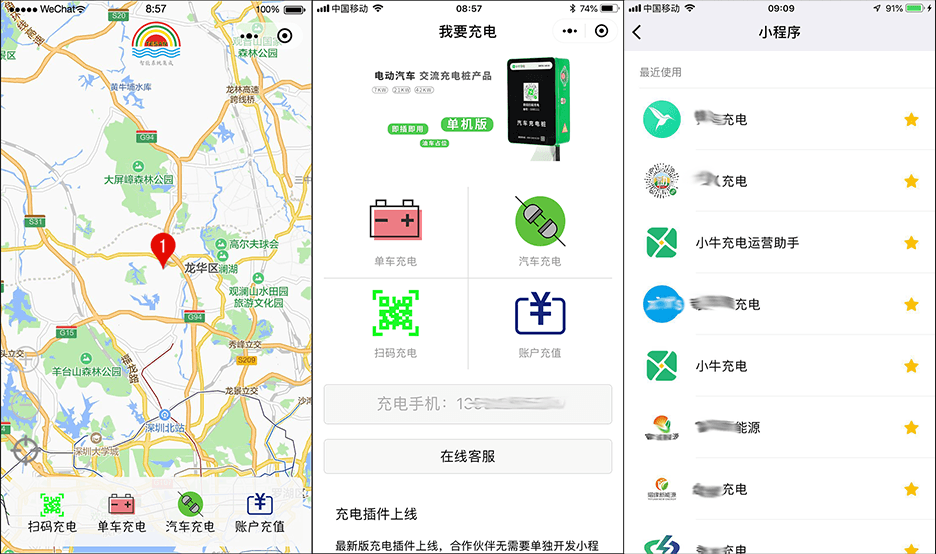 WeChat
8:57
100%
S20
森林公园
黄牛埔水库
龙林高速
跨线桥
G94
大屏嶂森林公园
S31
1
高尔夫球会
龙华区
观澜湖
观澜山水田园
旅游文化园
G94
G15
秀峰立交
S209
羊台山森林公园
福龙路
龙景立交
深圳北站
深圳大学城
扫码充电
单车充电
汽车充电
账户充值
中国移动
08:57
74%
我要充电
电动汽车 交流充电桩产品
7KW 21KW 42KW
即插即用
单机版
油车占位
汽车充电桩
单车充电
汽车充电
扫码充电
账户充值
充电手机：13
在线客服
充电插件上线
最新版充电插件上线，合作伙伴无需要单独开发小程
中国移动
09:09
91%
小程序
最近使用
充电
充电
小牛充电运营助手
充电
小牛充电
能源
充电
充电